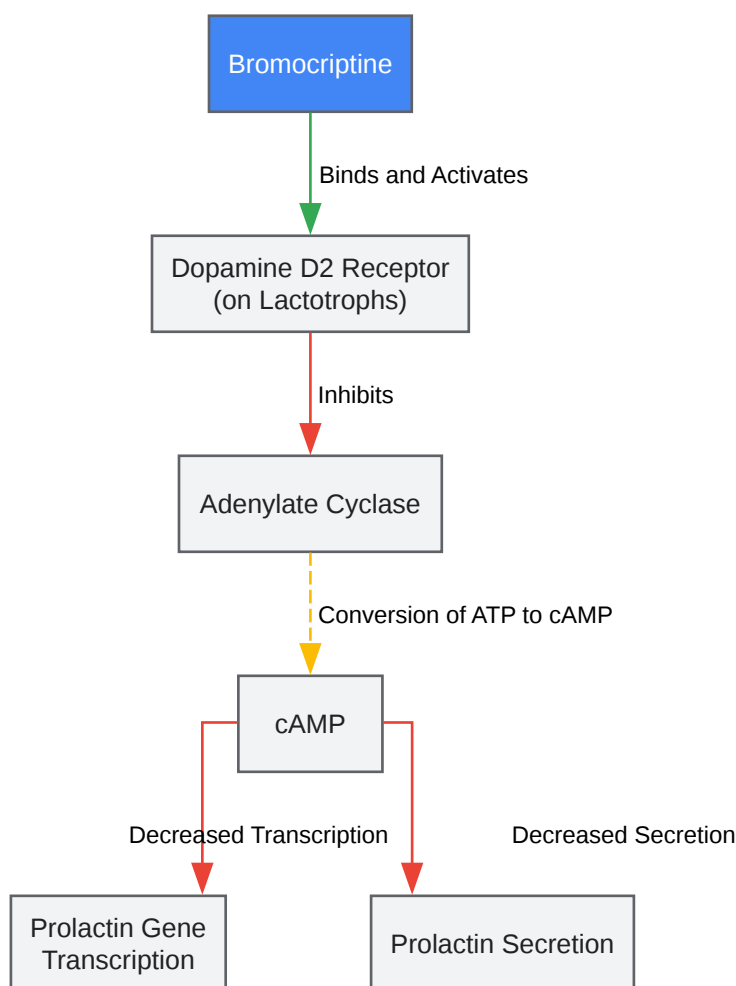 Bromocriptine
Binds and Activates
Dopamine D2 Receptor
(on Lactotrophs)
Inhibits
Adenylate Cyclase
Conversion of ATP to cAMP
cAMP
Decreased Transcription
Decreased Secretion
Prolactin Gene
Transcription
Prolactin Secretion